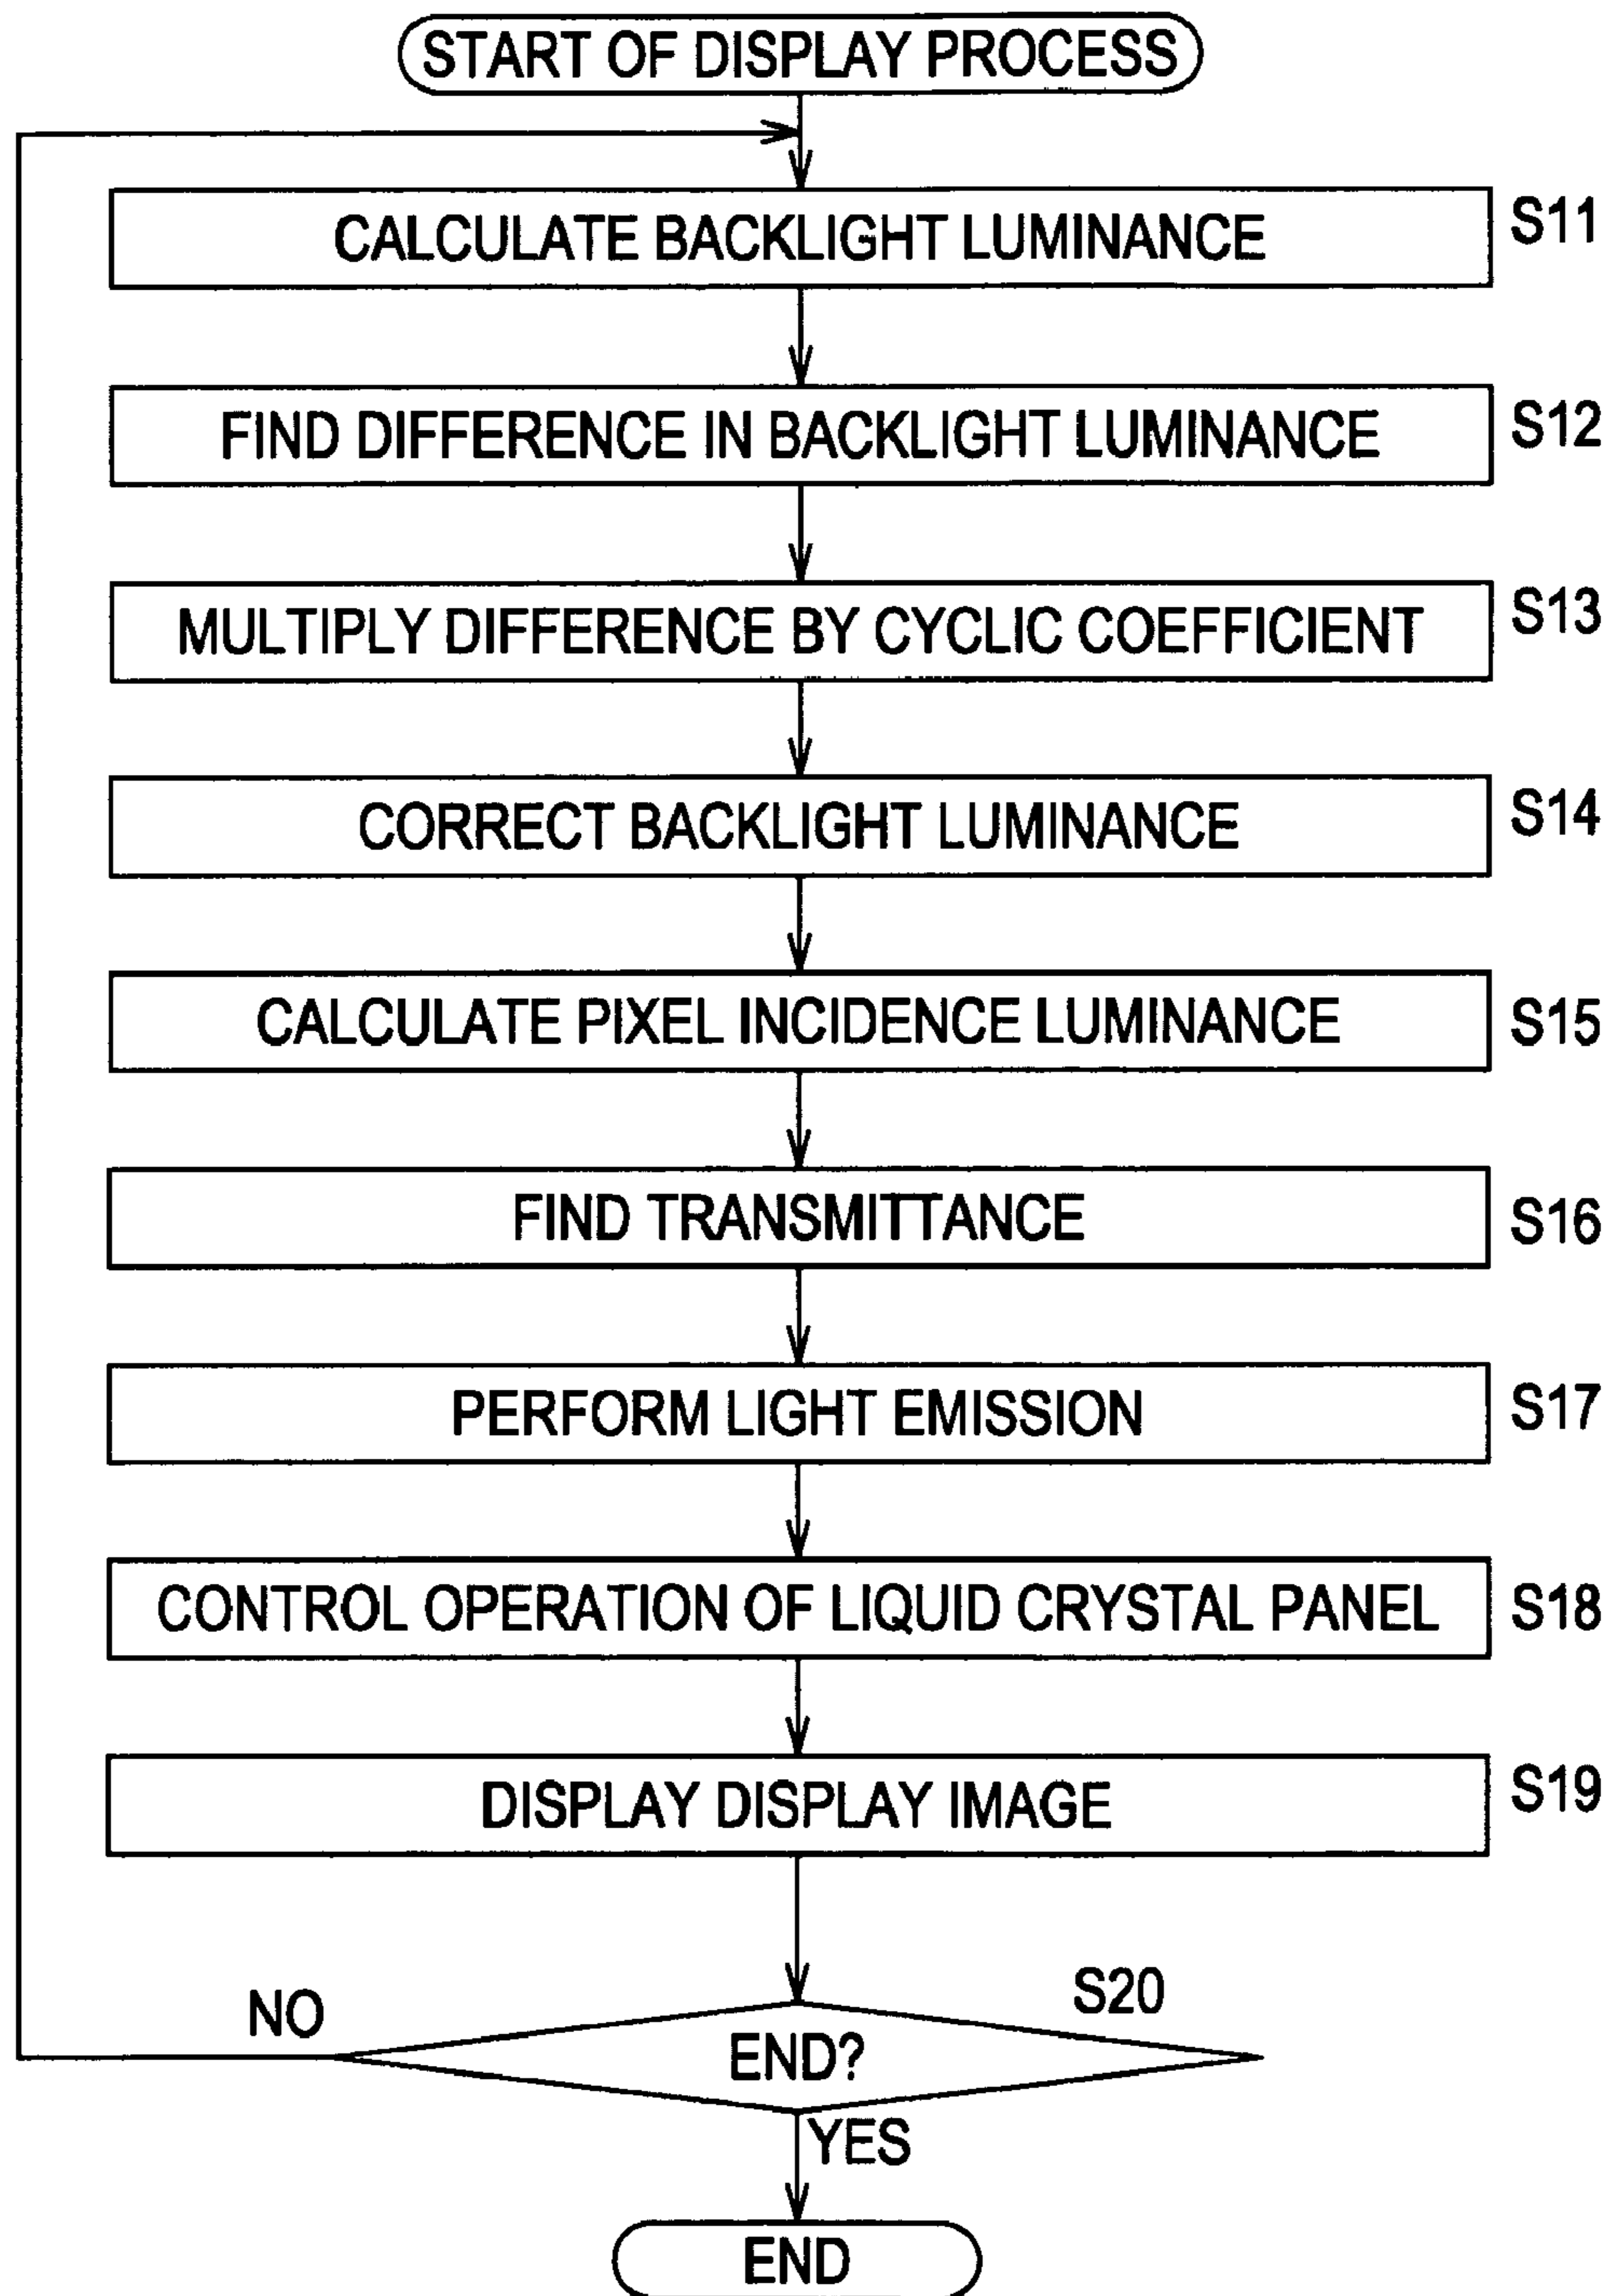 START OF DISPLAY PROCESS
CALCULATE BACKLIGHT LUMINANCE
S11
FIND DIFFERENCE IN BACKLIGHT LUMINANCE
S12
MULTIPLY DIFFERENCE BY CYCLIC COEFFICIENT
S13
CORRECT BACKLIGHT LUMINANCE
S14
CALCULATE PIXEL INCIDENCE LUMINANCE
S15
FIND TRANSMITTANCE
S16
PERFORM LIGHT EMISSION
S17
CONTROL OPERATION OF LIQUID CRYSTAL PANEL
S18
DISPLAY DISPLAY IMAGE
S19
NO
S20
END?
YES
END